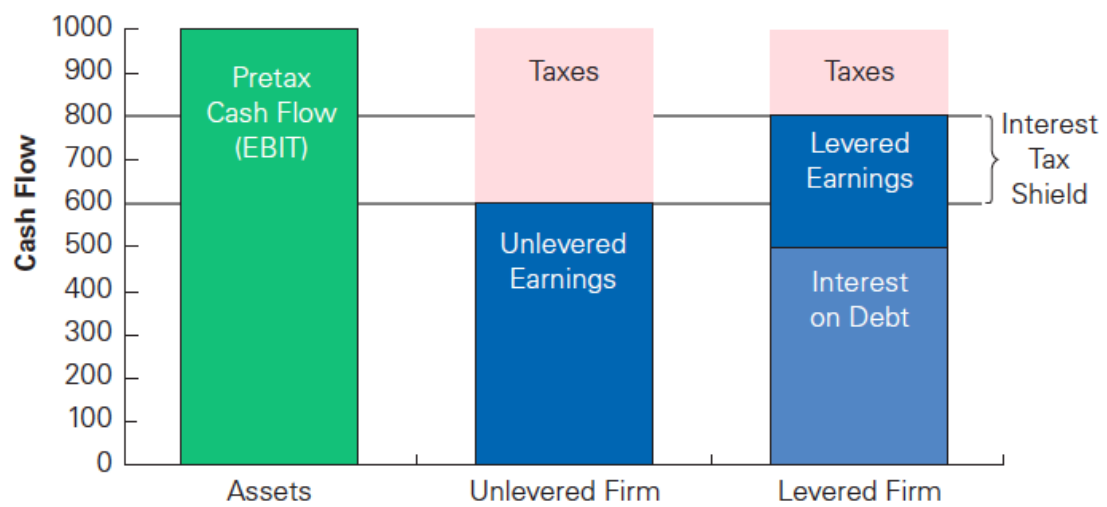 Cash Flow
1000
900
800
700
600
500
400
300
200
100
0
Pretax
Cash Flow
(EBIT)
Taxes
Unlevered
Earnings
Taxes
Levered
Earnings
Interest
on Debt
Interest
Tax
Shield
Assets
Unlevered Firm
Levered Firm